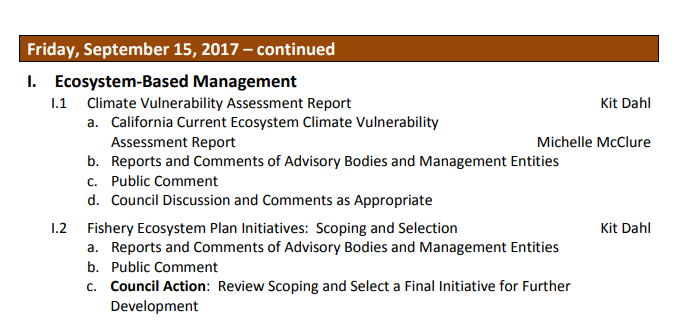 Friday, September 15, 2017 – continued
I. Ecosystem-Based Management
I.1 Climate Vulnerability Assessment Report Kit Dahl
a. California Current Ecosystem Climate Vulnerability
Assessment Report Michelle McClure
b. Reports and Comments of Advisory Bodies and Management Entities
c. Public Comment
d. Council Discussion and Comments as Appropriate
I.2 Fishery Ecosystem Plan Initiatives: Scoping and Selection Kit Dahl
a. Reports and Comments of Advisory Bodies and Management Entities
b. Public Comment
c. Council Action: Review Scoping and Select a Final Initiative for Further
Development